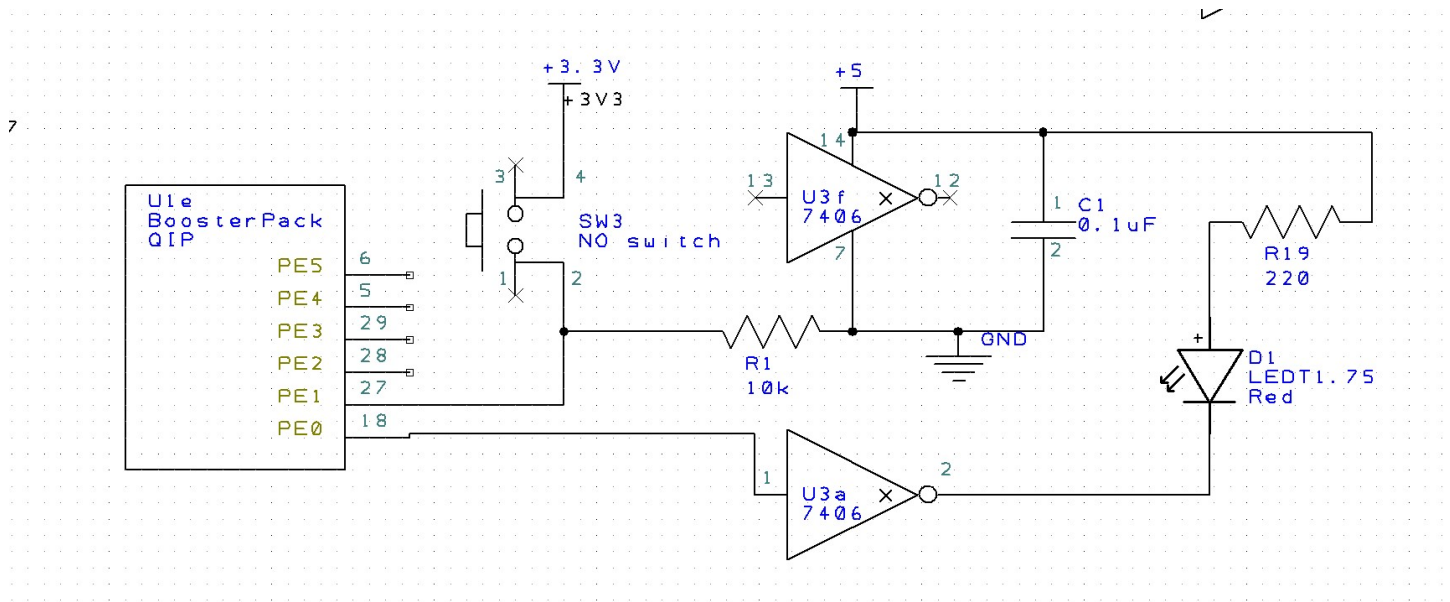 +3.3V
+3V3
+5
7
3
4
14
13
12
U3f
7406
7
1
C1
0.1uF
2
U1e
BoosterPack
QIP
SW3
NO switch
1
2
PE5
6
PE4
5
PE3
29
PE2
28
PE1
27
PE0
18
R1
10k
GND
R19
220
+
D1
LEDT1.75
Red
1
U3a
7406
2